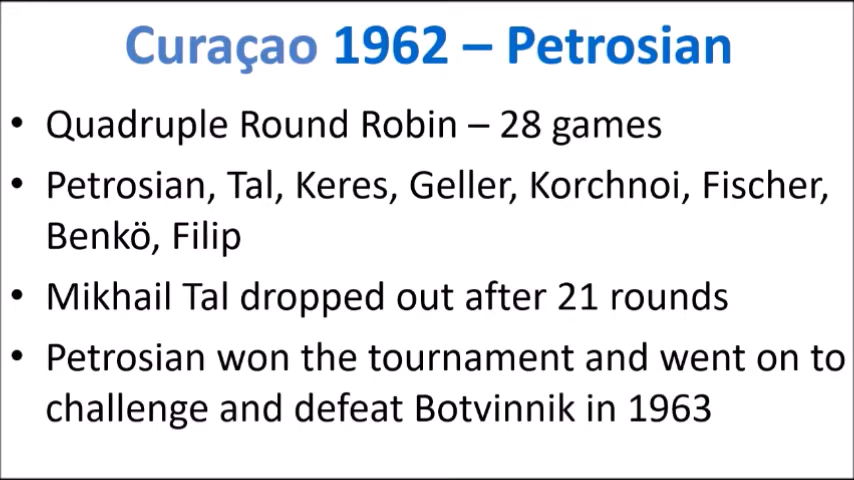 Curaçao 1962 – Petrosian
• Quadruple Round Robin – 28 games
• Petrosian, Tal, Keres, Geller, Korchnoi, Fischer,
Benkö, Filip
• Mikhail Tal dropped out after 21 rounds
• Petrosian won the tournament and went on to
challenge and defeat Botvinnik in 1963